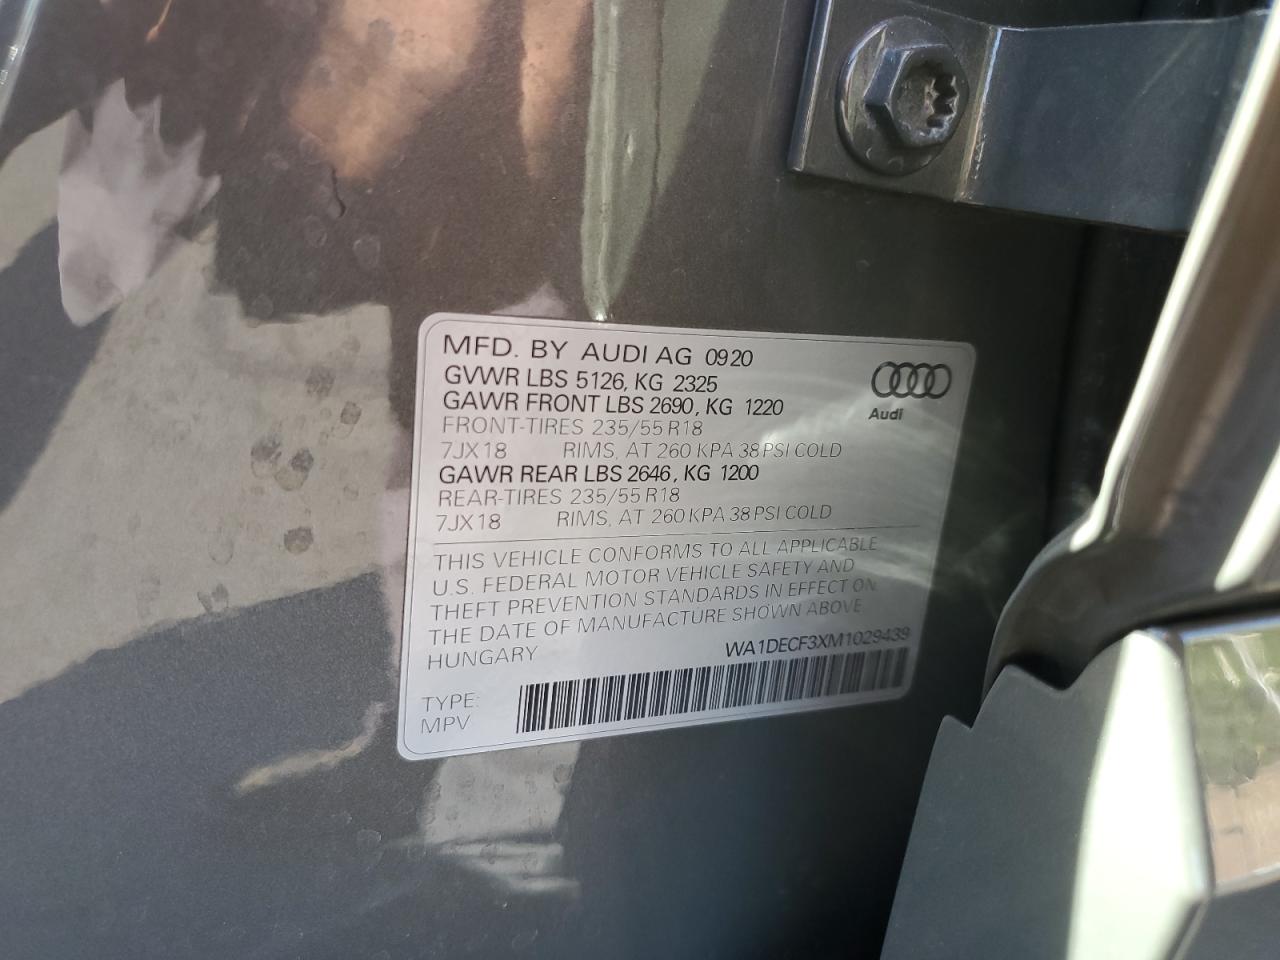 MFD. BY AUDI AG 0920
GVWR LBS 5126, KG 2325
GAWR FRONT LBS 2690, KG 1220
FRONT-TIRES 235/55 R18
7JX18 RIMS, AT 260 KPA 38 PSI COLD
GAWR REAR LBS 2646, KG 1200
REAR-TIRES 235/55 R18
7JX18 RIMS, AT 260 KPA 38 PSI COLD
Audi
THIS VEHICLE CONFORMS TO ALL APPLICABLE
U.S. FEDERAL MOTOR VEHICLE SAFETY AND
THEFT PREVENTION STANDARDS IN EFFECT ON
THE DATE OF MANUFACTURE SHOWN ABOVE
HUNGARY
WA1DECF3XM1029439
TYPE:
MPV